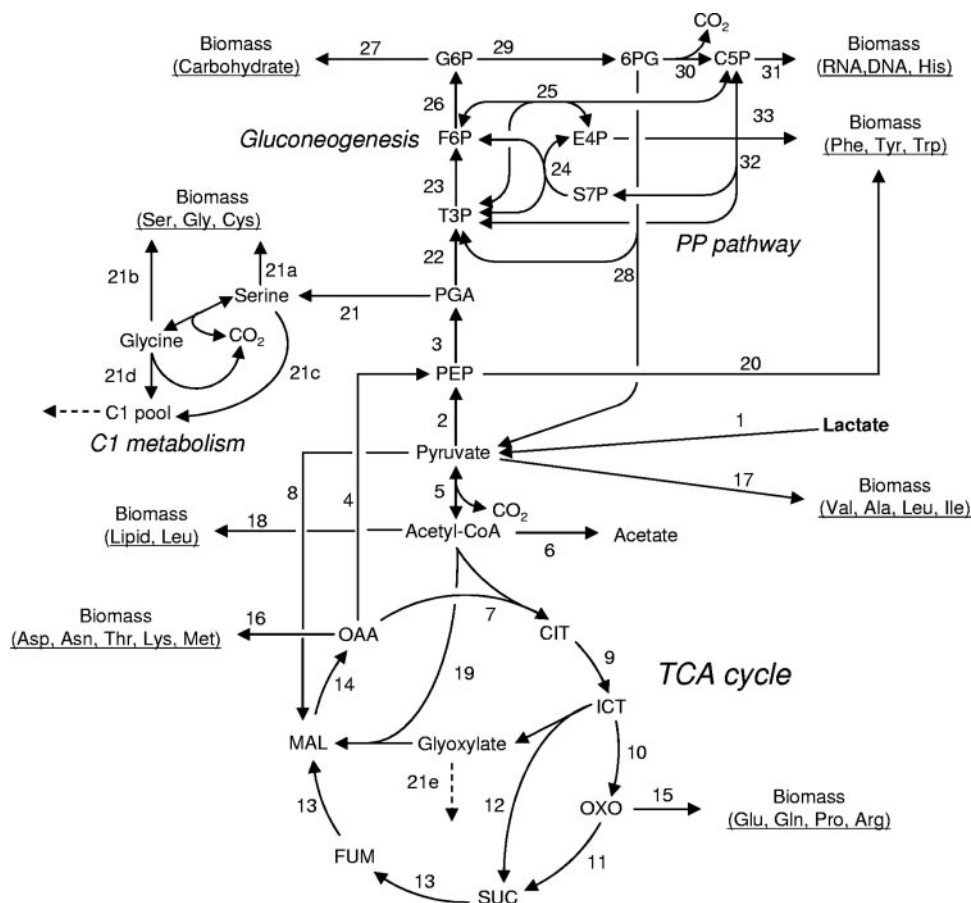 CO2
Biomass
(Carbohydrate)
27
G6P
29
6PG
30
C5P
31
Biomass
(RNA,DNA, His)
26
25
33
Gluconeogenesis
F6P
E4P
Biomass
(Phe, Tyr, Trp)
24
32
23
S7P
Biomass
(Ser, Gly, Cys)
T3P
PP pathway
22
28
21b
21a
Serine
21
PGA
Glycine
CO2
3
21d
21c
PEP
20
C1 pool
C1 metabolism
2
1
Lactate
Pyruvate
17
8
4
5
CO2
Biomass
(Val, Ala, Leu, Ile)
Biomass
(Lipid, Leu)
18
Acetyl-CoA
6
Acetate
7
Biomass
(Asp, Asn, Thr, Lys, Met)
16
OAA
CIT
9
14
19
TCA cycle
ICT
MAL
Glyoxylate
10
21e
12
13
OXO
15
Biomass
(Glu, Gln, Pro, Arg)
FUM
11
13
SUC